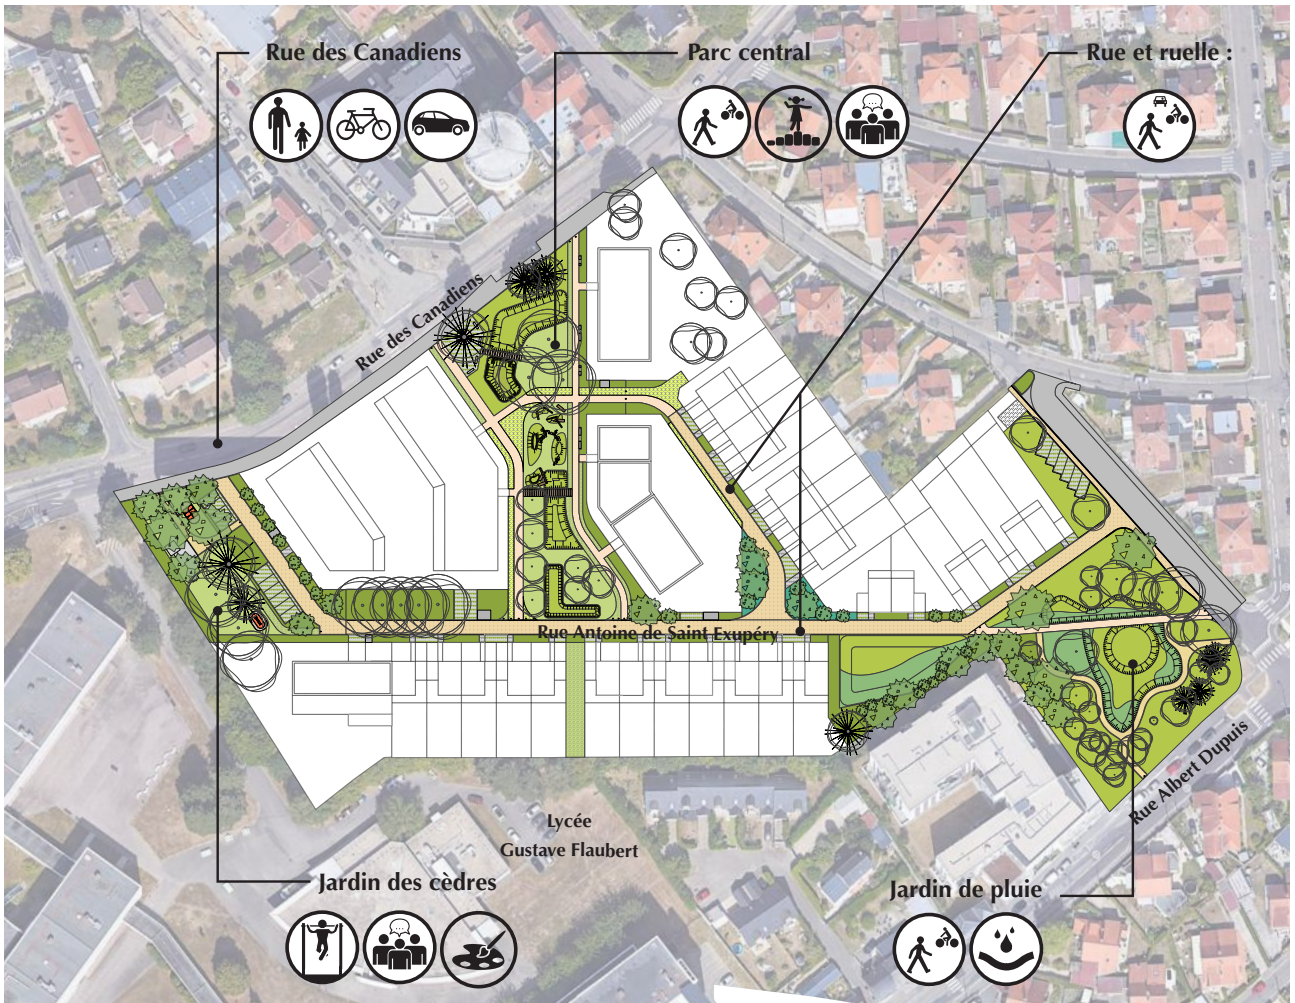 Rue des Canadiens
Parc central
Rue et ruelle :
Rue des Canadiens
Rue Antoine de Saint Exupéry
Rue Albert Dupuis
Lycée
Gustave Flaubert
Jardin des cèdres
Jardin de pluie